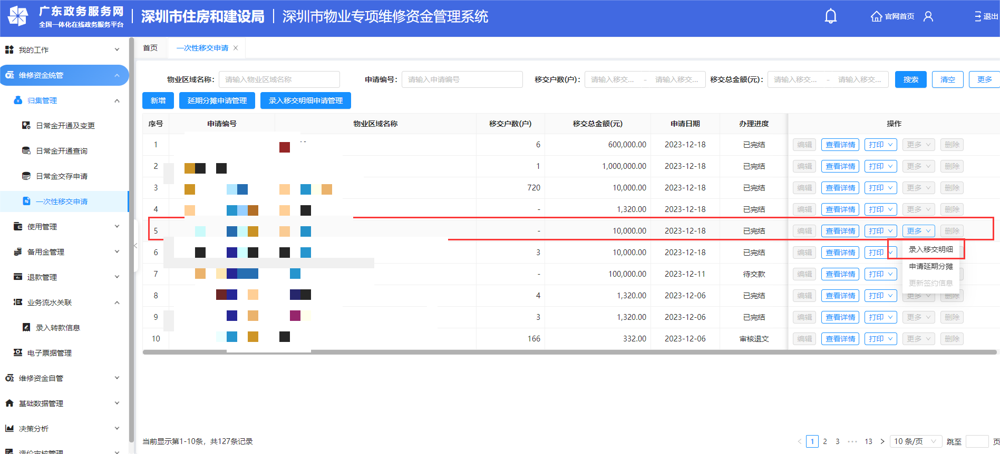 广东政务服务网
全国一体化在线政务服务平台
深圳市住房和建设局
深圳市物业专项维修资金管理系统
官网首页
退出
我的工作
维修资金统管
归集管理
日常金开通及变更
日常金开通查询
日常金交存申请
一次性移交申请
使用管理
备用金管理
退款管理
业务流水关联
录入转款信息
电子票据管理
维修资金自管
基础数据管理
决策分析
造价审核管理
首页
一次性移交申请 ×
物业区域名称: 请输入物业区域名称 申请编号: 请输入申请编号 移交户数(户): 请输入移交... - 请输入移交... 移交总金额(元): 请输入移交... - 请输入移交... 搜索 清空 更多
新增 延期分摊申请管理 录入移交明细申请管理
序号 申请编号 物业区域名称 移交户数(户) 移交总金额(元) 申请日期 办理进度 操作
1 6 600,000.00 2023-12-18 已完结 编辑 查看详情 打印 更多 删除
2 1 1,000,000.00 2023-12-18 已完结 编辑 查看详情 打印 更多 删除
3 720 10,000.00 2023-12-18 已完结 编辑 查看详情 打印 更多 删除
4 - 1,320.00 2023-12-18 已完结 编辑 查看详情 打印 更多 删除
5 - 10,000.00 2023-12-18 已完结 编辑 查看详情 打印 更多 删除
6 3 10,000.00 2023-12-18 已完结 编辑 查看详情 打印
录入移交明细
申请延期分摊
更新签约信息
7 - 100,000.00 2023-12-11 待交款 编辑 查看详情 打印
8 4 1,320.00 2023-12-06 已完结 编辑 查看详情 打印 更多 删除
9 3 1,320.00 2023-12-06 已完结 编辑 查看详情 打印 更多 删除
10 166 332.00 2023-12-06 审核退文 编辑 查看详情 打印 更多 删除
当前显示第1-10条，共127条记录
< 1 2 3 ••• 13 > 10 条/页 跳至 页